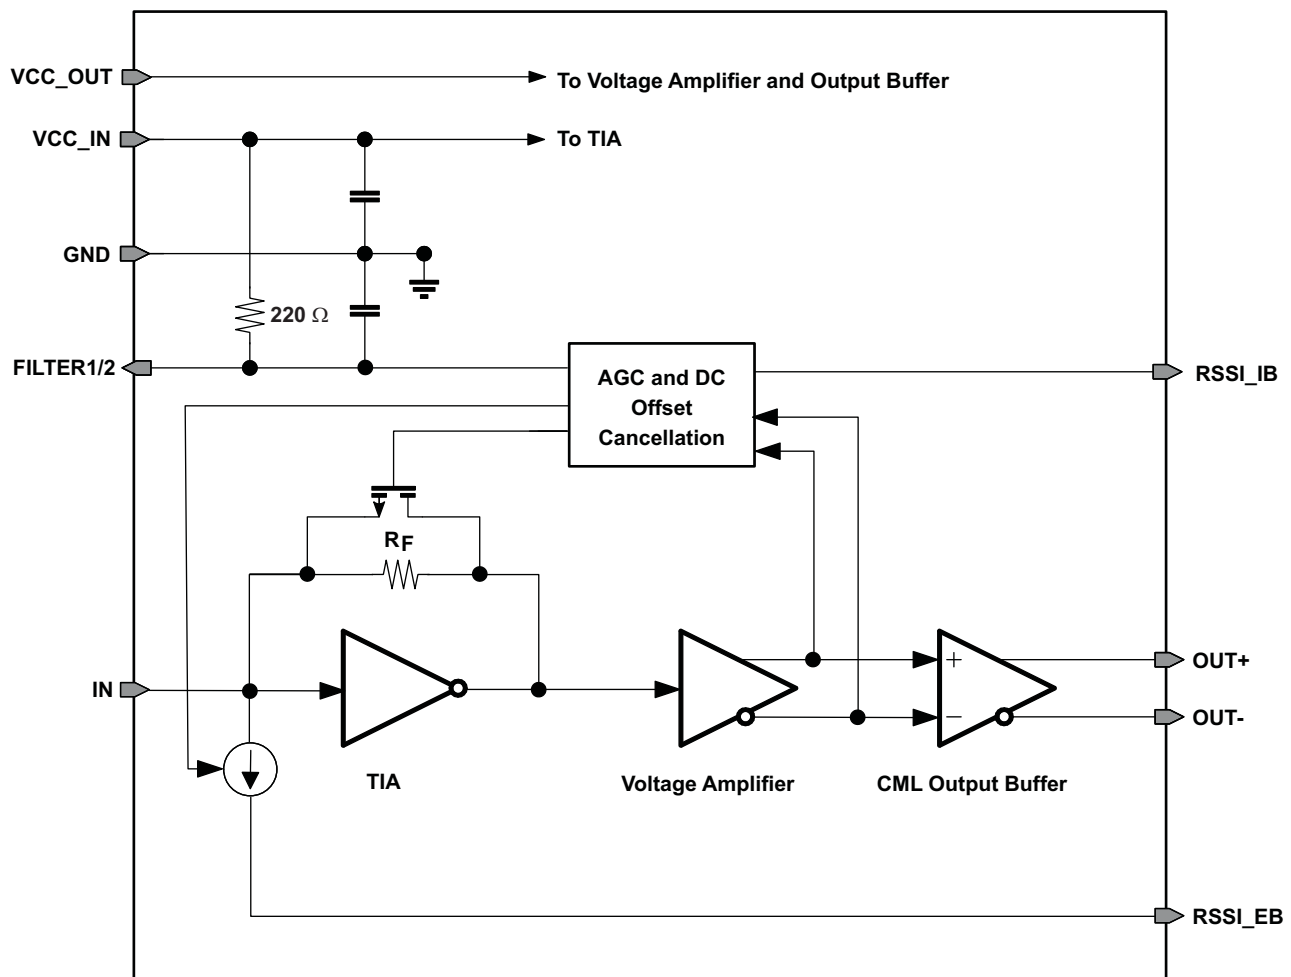 VCC_OUT
To Voltage Amplifier and Output Buffer
VCC_IN
To TIA
GND
220 Ω
FILTER1/2
AGC and DC
Offset
Cancellation
RSSI_IB
RF
IN
+
−
OUT+
OUT-
TIA
Voltage Amplifier
CML Output Buffer
RSSI_EB